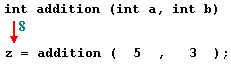 int addition (int a, int b)
8
z = addition ( 5 , 3 );